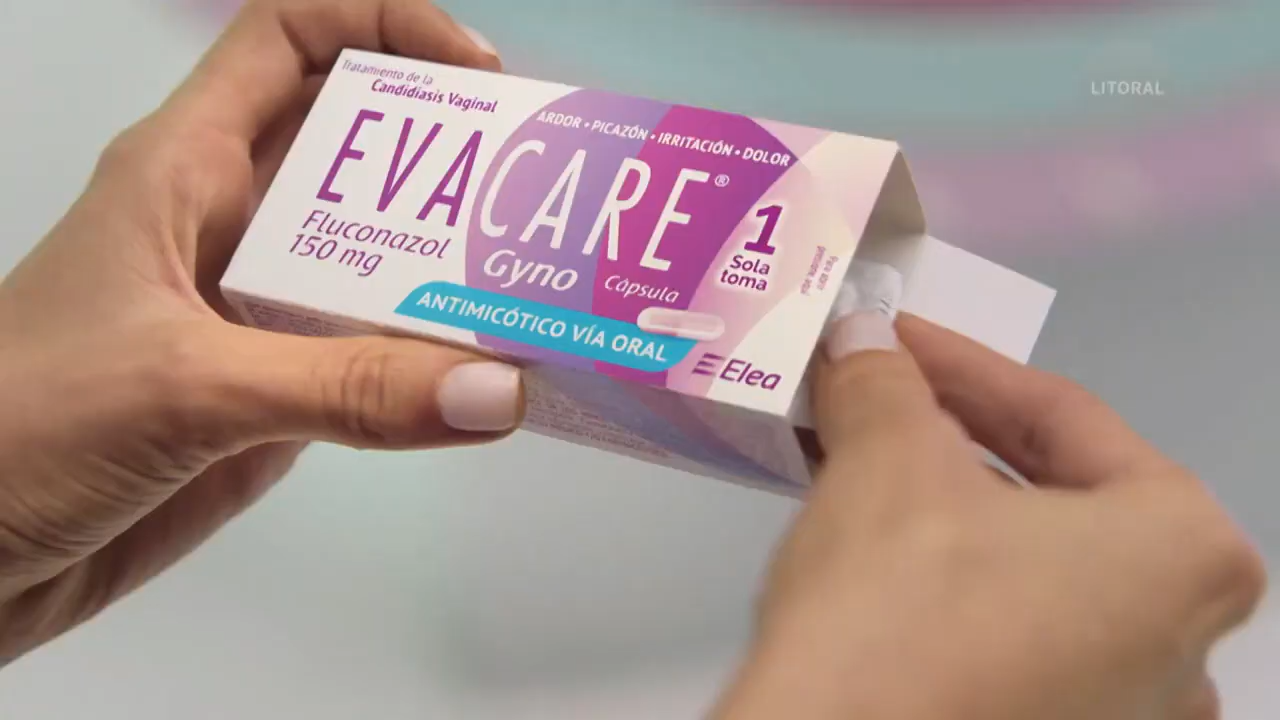 LITORAL
Tratamiento de la
Candidiasis Vaginal
ARDOR • PICAZÓN • IRRITACIÓN • DOLOR
EVACARE®
Fluconazol
150 mg
Gyno
Cápsula
1
Sola
toma
ANTIMICÓTICO VÍA ORAL
Elea